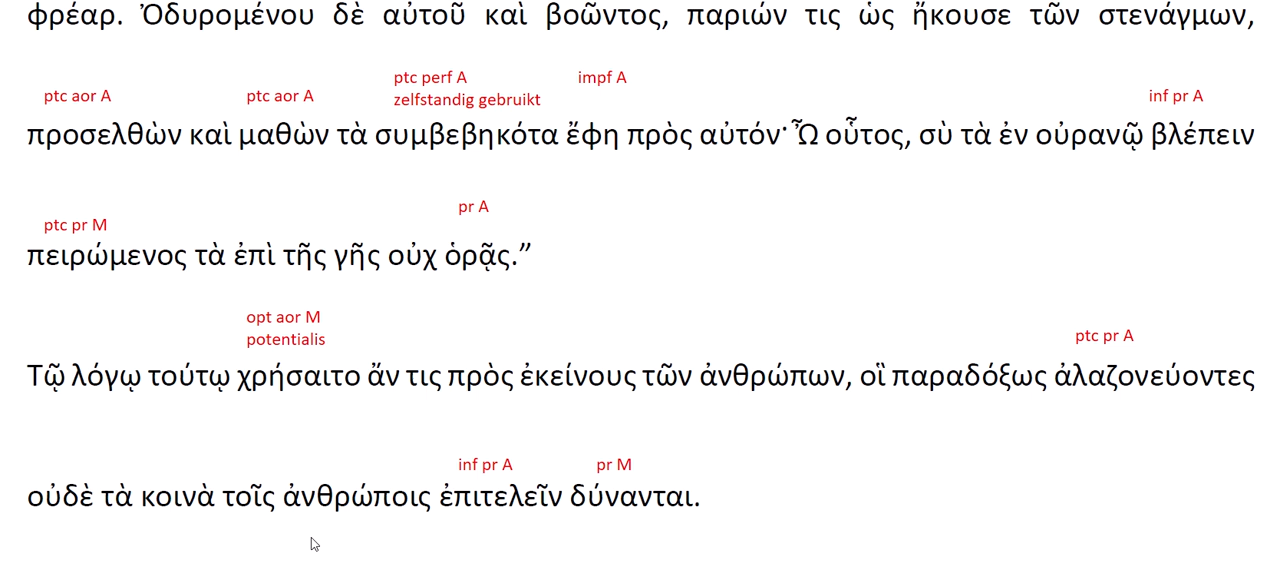 φρέαρ. Ὀδυρομένου δὲ αὐτοῦ καὶ βοῶντος, παριών τις ὡς ἤκουσε τῶν στενάγμων,
ptc perf A impf A
ptc aor A ptc aor A zelfstandig gebruikt inf pr A
προσελθὼν καὶ μαθὼν τὰ συμβεβηκότα ἔφη πρὸς αὐτόν· Ὦ οὗτος, σὺ τὰ ἐν οὐρανῷ βλέπειν
pr A
ptc pr M
πειρώμενος τὰ ἐπὶ τῆς γῆς οὐχ ὁρᾷς.”
opt aor M
potentialis ptc pr A
Τῷ λόγῳ τούτῳ χρήσαιτο ἄν τις πρὸς ἐκείνους τῶν ἀνθρώπων, οἳ παραδόξως ἀλαζονεύοντες
inf pr A pr M
οὐδὲ τὰ κοινὰ τοῖς ἀνθρώποις ἐπιτελεῖν δύνανται.